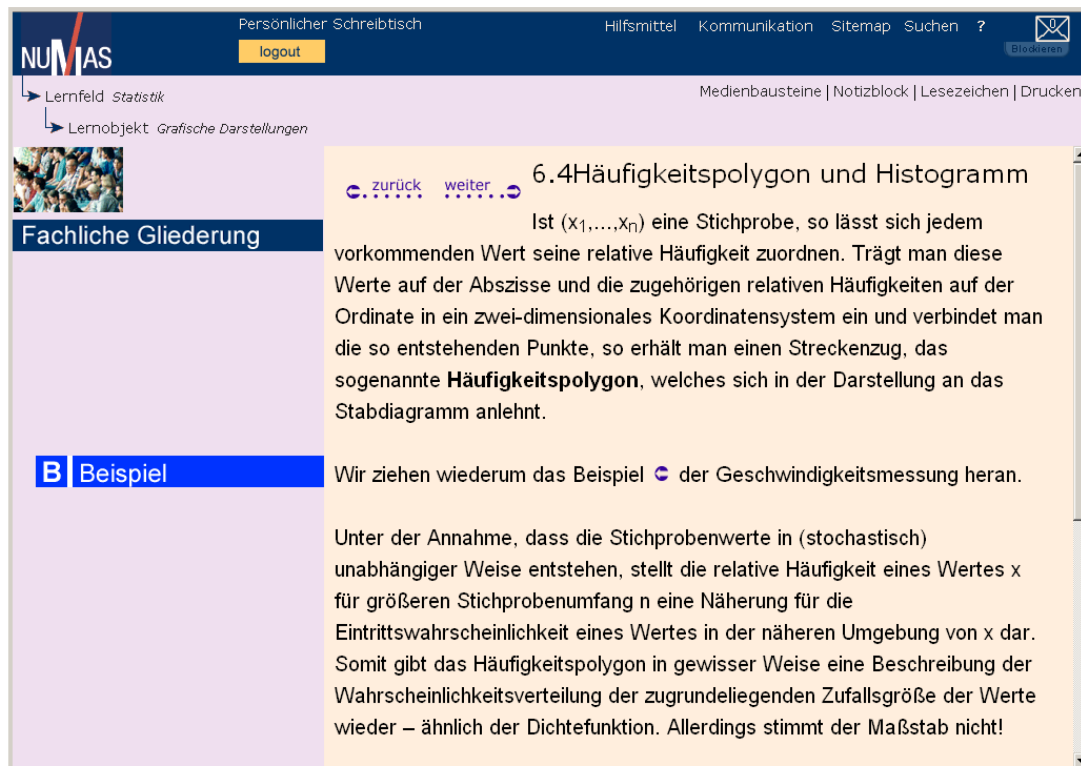 NUMAS
Persönlicher Schreibtisch
logout
Hilfsmittel Kommunikation Sitemap Suchen ?
Blockieren
Lernfeld Statistik
Lernobjekt Grafische Darstellungen
Medienbausteine | Notizblock | Lesezeichen | Drucken
Fachliche Gliederung
zurück weiter
6.4Häufigkeitspolygon und Histogramm
Ist (x1,...,xn) eine Stichprobe, so lässt sich jedem
vorkommenden Wert seine relative Häufigkeit zuordnen. Trägt man diese
Werte auf der Abszisse und die zugehörigen relativen Häufigkeiten auf der
Ordinate in ein zwei-dimensionales Koordinatensystem ein und verbindet man
die so entstehenden Punkte, so erhält man einen Streckenzug, das
sogenannte Häufigkeitspolygon, welches sich in der Darstellung an das
Stabdiagramm anlehnt.
B Beispiel
Wir ziehen wiederum das Beispiel der Geschwindigkeitsmessung heran.
Unter der Annahme, dass die Stichprobenwerte in (stochastisch)
unabhängiger Weise entstehen, stellt die relative Häufigkeit eines Wertes x
für größeren Stichprobenumfang n eine Näherung für die
Eintrittswahrscheinlichkeit eines Wertes in der näheren Umgebung von x dar.
Somit gibt das Häufigkeitspolygon in gewisser Weise eine Beschreibung der
Wahrscheinlichkeitsverteilung der zugrundeliegenden Zufallsgröße der Werte
wieder – ähnlich der Dichtefunktion. Allerdings stimmt der Maßstab nicht!